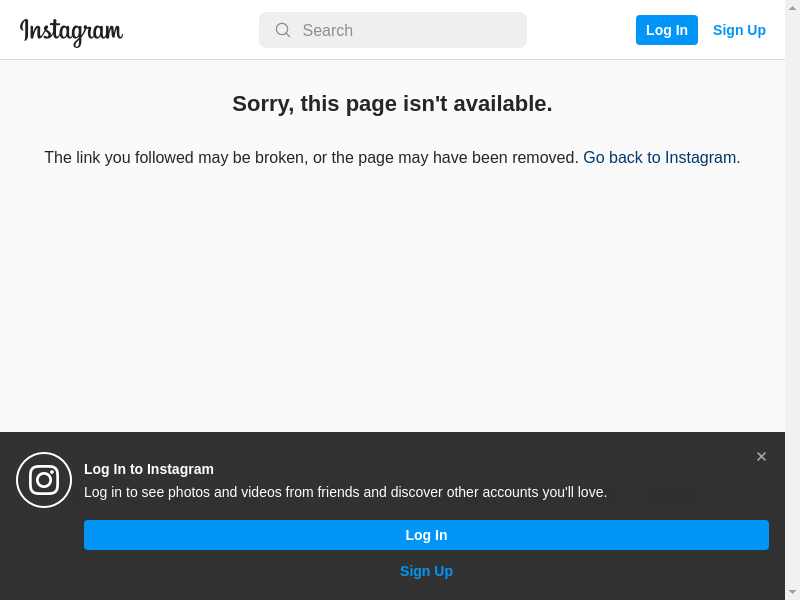 Instagram
Search
Log In
Sign Up
Sorry, this page isn't available.
The link you followed may be broken, or the page may have been removed. Go back to Instagram.
Log In to Instagram
Log in to see photos and videos from friends and discover other accounts you'll love.
Log In
Sign Up